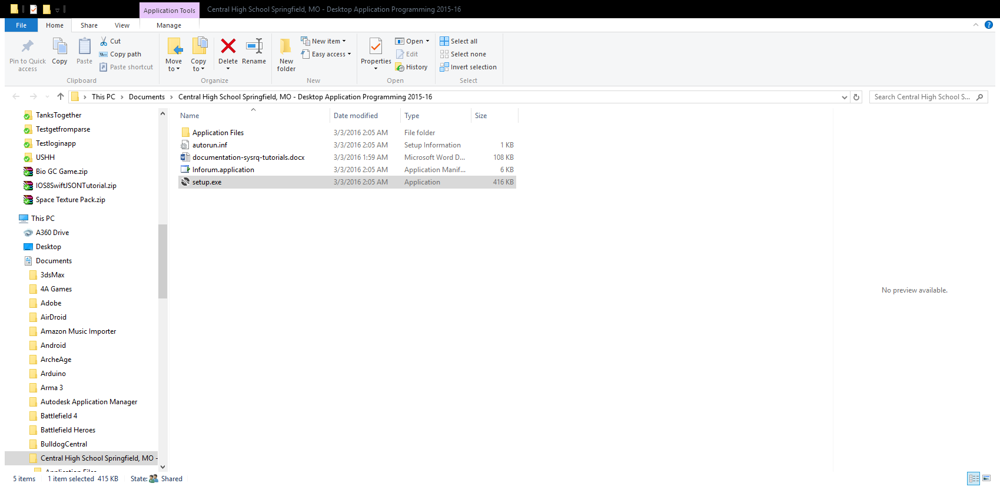 Application Tools
Central High School Springfield, MO - Desktop Application Programming 2015-16
File
Home
Share
View
Manage
Pin to Quick access
Copy
Paste
Cut
Copy path
Paste shortcut
Clipboard
Move to
Copy to
Delete
Rename
Organize
New folder
New item
Easy access
New
Properties
Open
Edit
History
Open
Select all
Select none
Invert selection
Select
This PC > Documents > Central High School Springfield, MO - Desktop Application Programming 2015-16
Search Central High School S...
TanksTogether
Testgetfromparse
Testloginapp
USHH
Bio GC Game.zip
IOS8SwiftJSONTutorial.zip
Space Texture Pack.zip
This PC
A360 Drive
Desktop
Documents
3dsMax
4A Games
Adobe
AirDroid
Amazon Music Importer
Android
ArcheAge
Arduino
Arma 3
Autodesk Application Manager
Battlefield 4
Battlefield Heroes
BulldogCentral
Central High School Springfield, MO -
Application Files
Name Date modified Type Size
Application Files 3/3/2016 2:05 AM File folder
autorun.inf 3/3/2016 2:05 AM Setup Information 1 KB
documentation-sysrq-tutorials.docx 3/3/2016 1:59 AM Microsoft Word D... 108 KB
Inforum.application 3/3/2016 2:05 AM Application Manif... 6 KB
setup.exe 3/3/2016 2:05 AM Application 416 KB
No preview available.
5 items 1 item selected 415 KB State: Shared